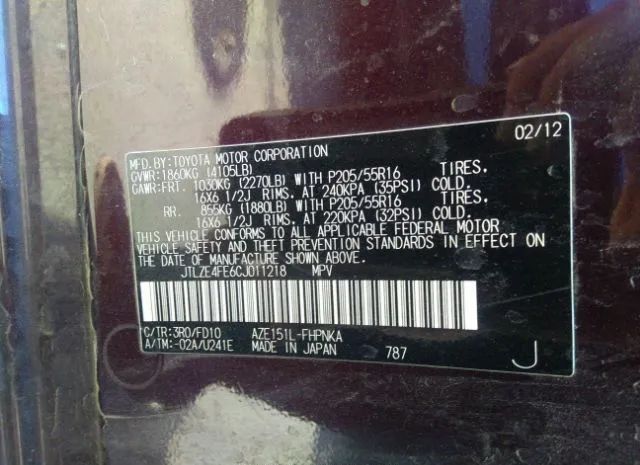 MFD.BY:TOYOTA MOTOR CORPORATION 02/12
GVWR:1860KG (4105LB)
GAWR:FRT. 1030KG (2270LB) WITH P205/55R16 TIRES.
16X6 1/2J RIMS. AT 240KPA (35PSI) COLD.
RR. 855KG (1880LB) WITH P205/55R16 TIRES.
16X6 1/2J RIMS. AT 220KPA (32PSI) COLD.
THIS VEHICLE CONFORMS TO ALL APPLICABLE FEDERAL MOTOR
VEHICLE SAFETY AND THEFT PREVENTION STANDARDS IN EFFECT ON
THE DATE OF MANUFACTURE SHOWN ABOVE.
JTLZE4FE6CJ011218 MPV
C/TR:3R0/FD10 AZE151L-FHPNKA
A/TM:-02A/U241E MADE IN JAPAN 787 J